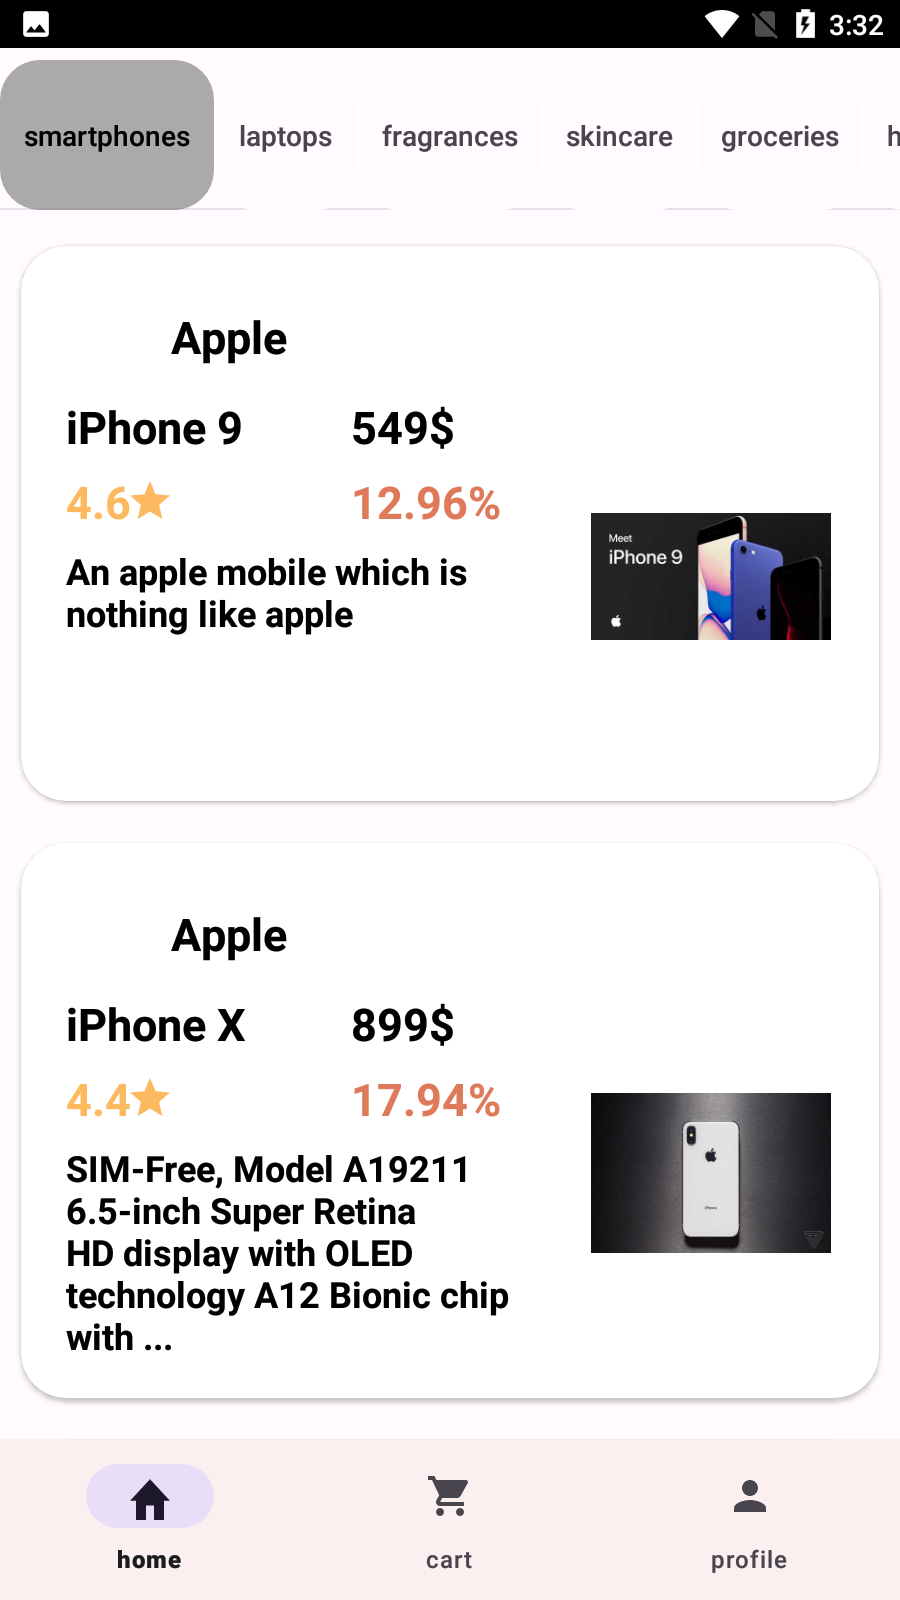 3:32
smartphones laptops fragrances skincare groceries h
Apple
iPhone 9 549$
4.6 12.96%
An apple mobile which is
nothing like apple
Meet
iPhone 9
Apple
iPhone X 899$
4.4 17.94%
SIM-Free, Model A19211
6.5-inch Super Retina
HD display with OLED
technology A12 Bionic chip
with ...
iPhone
home cart profile